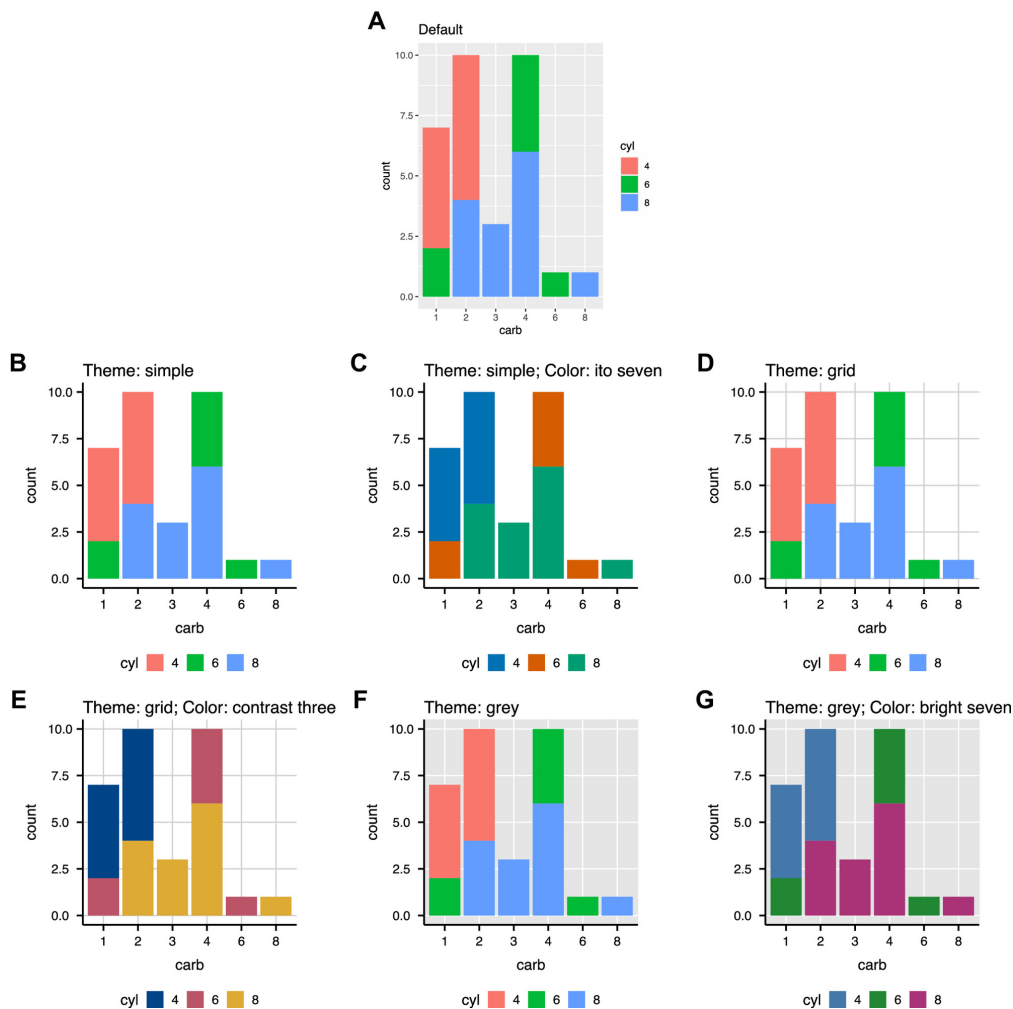 A
Default
10.0
7.5
5.0
2.5
0.0
count
1 2 3 4 6 8
carb
cyl
4
6
8
B
Theme: simple
10.0
7.5
5.0
2.5
0.0
count
1 2 3 4 6 8
carb
cyl 4 6 8
C
Theme: simple; Color: ito seven
10.0
7.5
5.0
2.5
0.0
count
1 2 3 4 6 8
carb
cyl 4 6 8
D
Theme: grid
10.0
7.5
5.0
2.5
0.0
count
1 2 3 4 6 8
carb
cyl 4 6 8
E
Theme: grid; Color: contrast three
10.0
7.5
5.0
2.5
0.0
count
1 2 3 4 6 8
carb
cyl 4 6 8
F
Theme: grey
10.0
7.5
5.0
2.5
0.0
count
1 2 3 4 6 8
carb
cyl 4 6 8
G
Theme: grey; Color: bright seven
10.0
7.5
5.0
2.5
0.0
count
1 2 3 4 6 8
carb
cyl 4 6 8